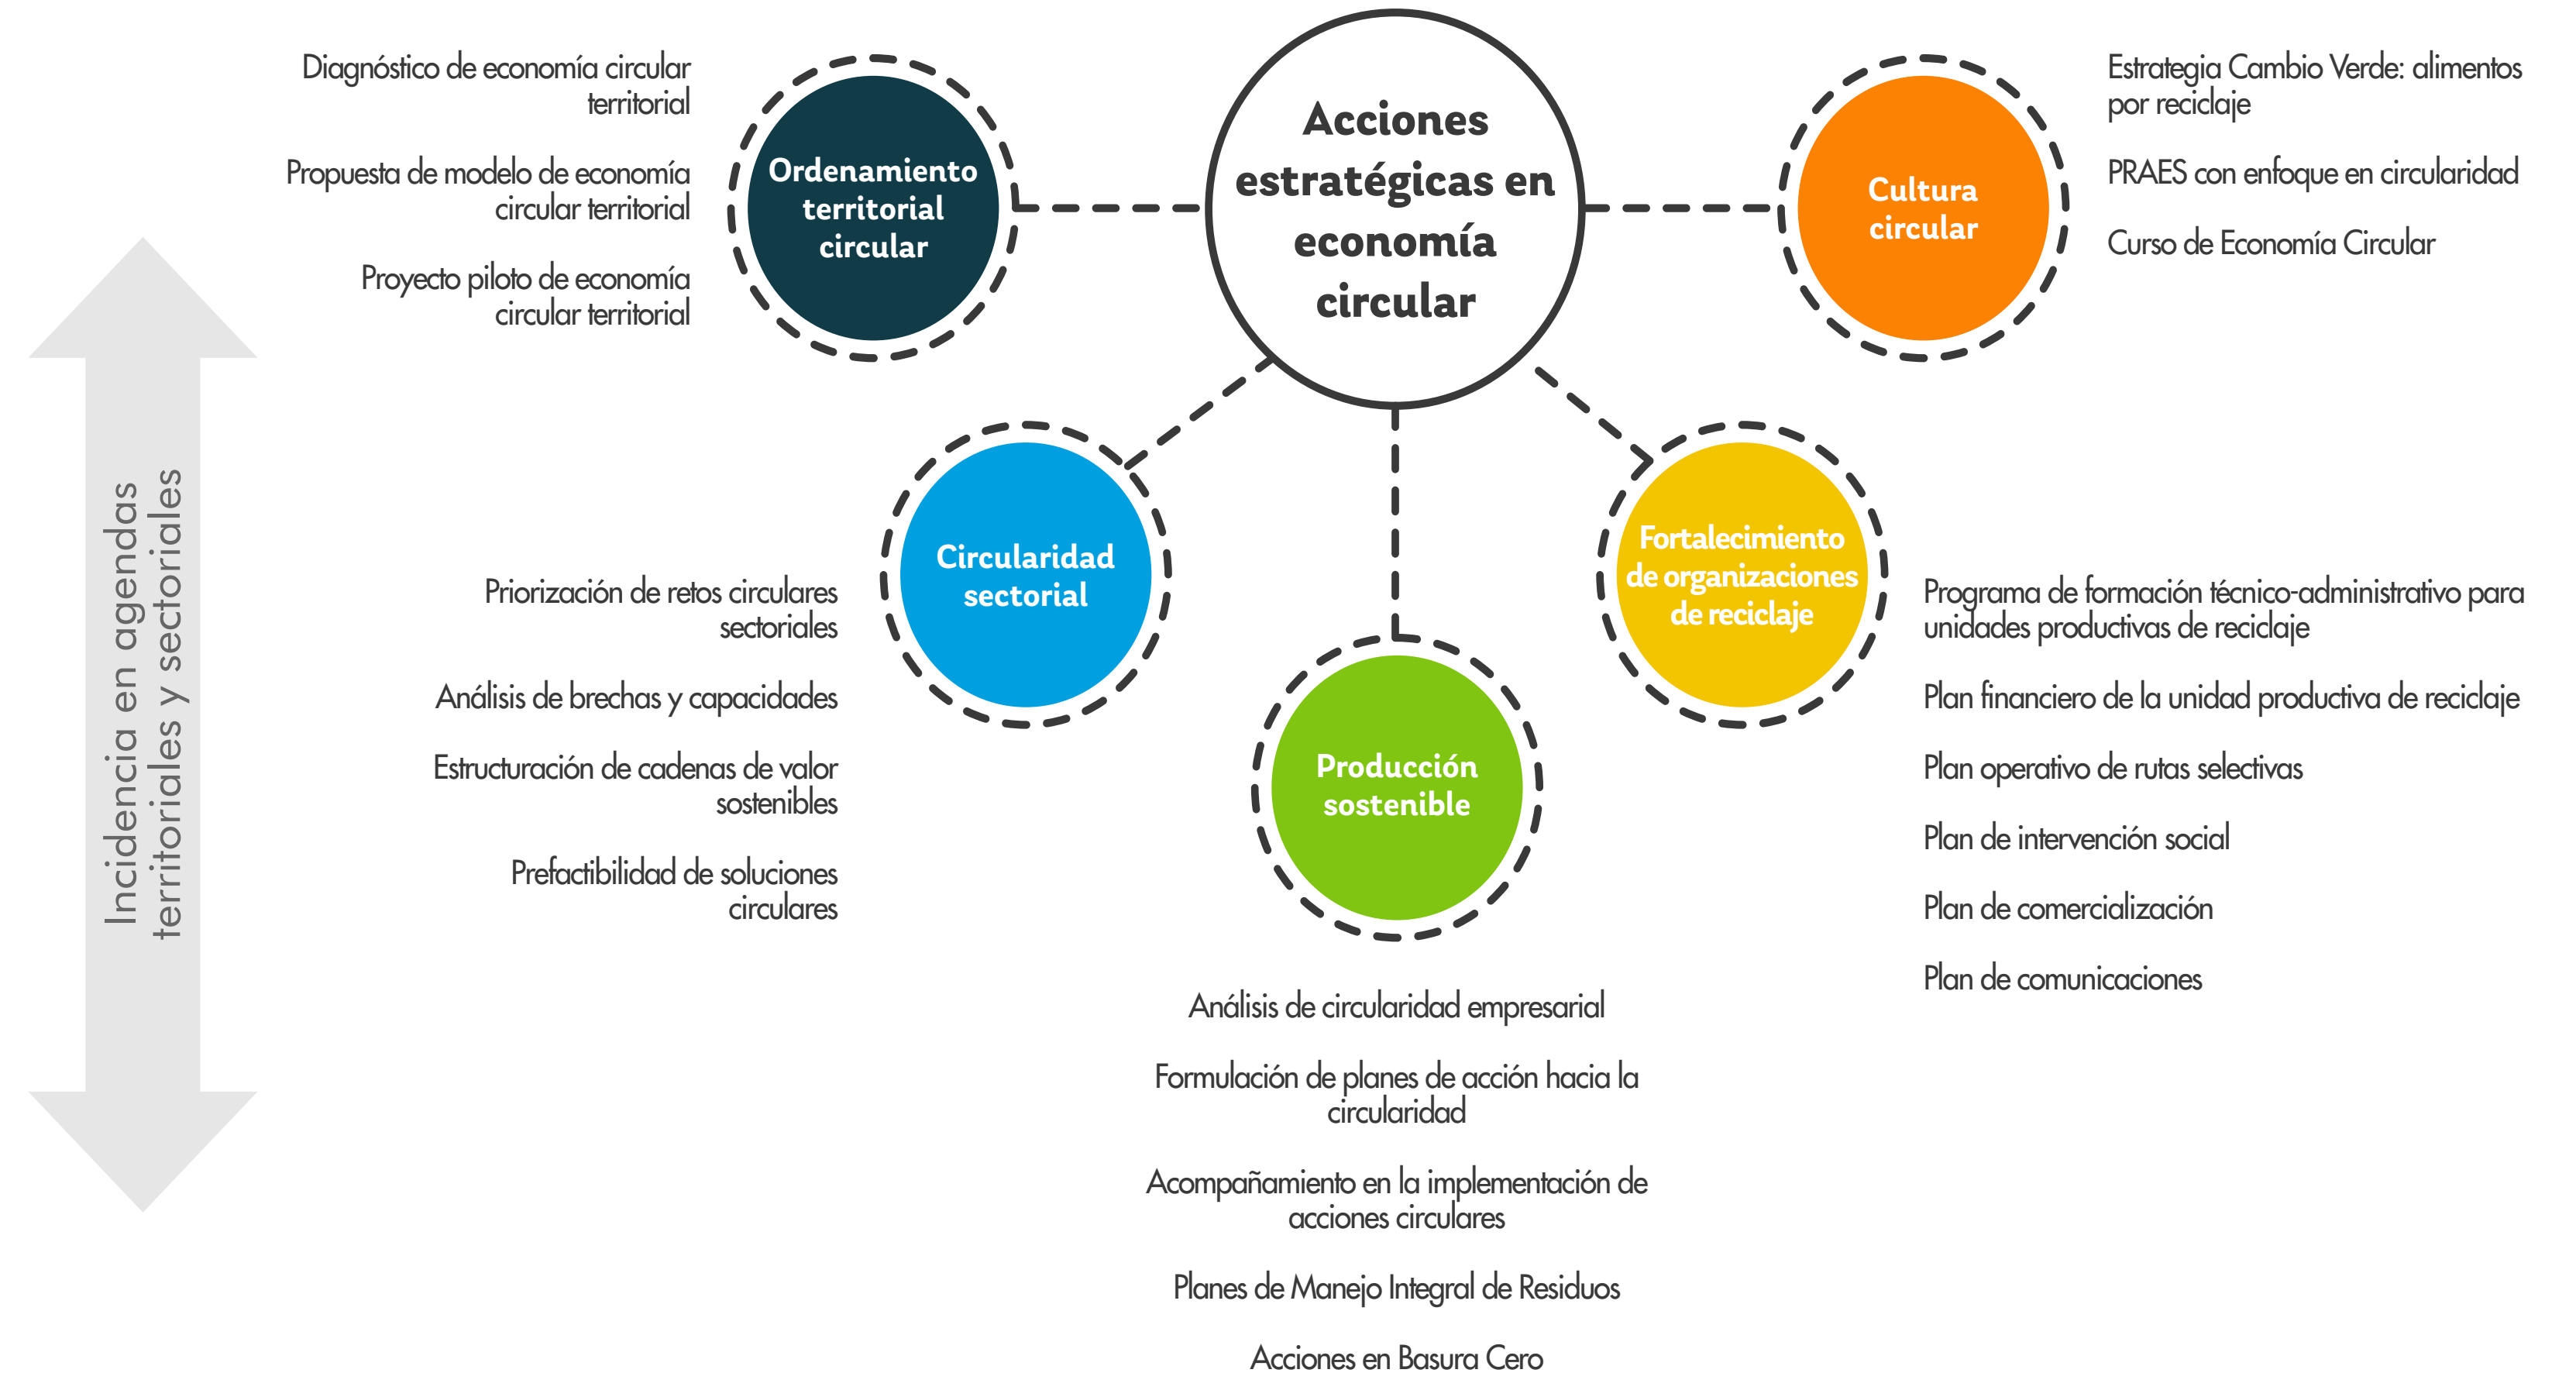 Acciones
estratégicas en
economía
circular
Ordenamiento
territorial
circular
Diagnóstico de economía circular
territorial
Propuesta de modelo de economía
circular territorial
Proyecto piloto de economía
circular territorial
Cultura
circular
Estrategia Cambio Verde: alimentos
por reciclaje
PRAES con enfoque en circularidad
Curso de Economía Circular
Incidencia en agendas
territoriales y sectoriales
Circularidad
sectorial
Priorización de retos circulares
sectoriales
Análisis de brechas y capacidades
Estructuración de cadenas de valor
sostenibles
Prefactibilidad de soluciones
circulares
Fortalecimiento
de organizaciones
de reciclaje
Programa de formación técnico-administrativo para
unidades productivas de reciclaje
Plan financiero de la unidad productiva de reciclaje
Plan operativo de rutas selectivas
Plan de intervención social
Plan de comercialización
Plan de comunicaciones
Producción
sostenible
Análisis de circularidad empresarial
Formulación de planes de acción hacia la
circularidad
Acompañamiento en la implementación de
acciones circulares
Planes de Manejo Integral de Residuos
Acciones en Basura Cero